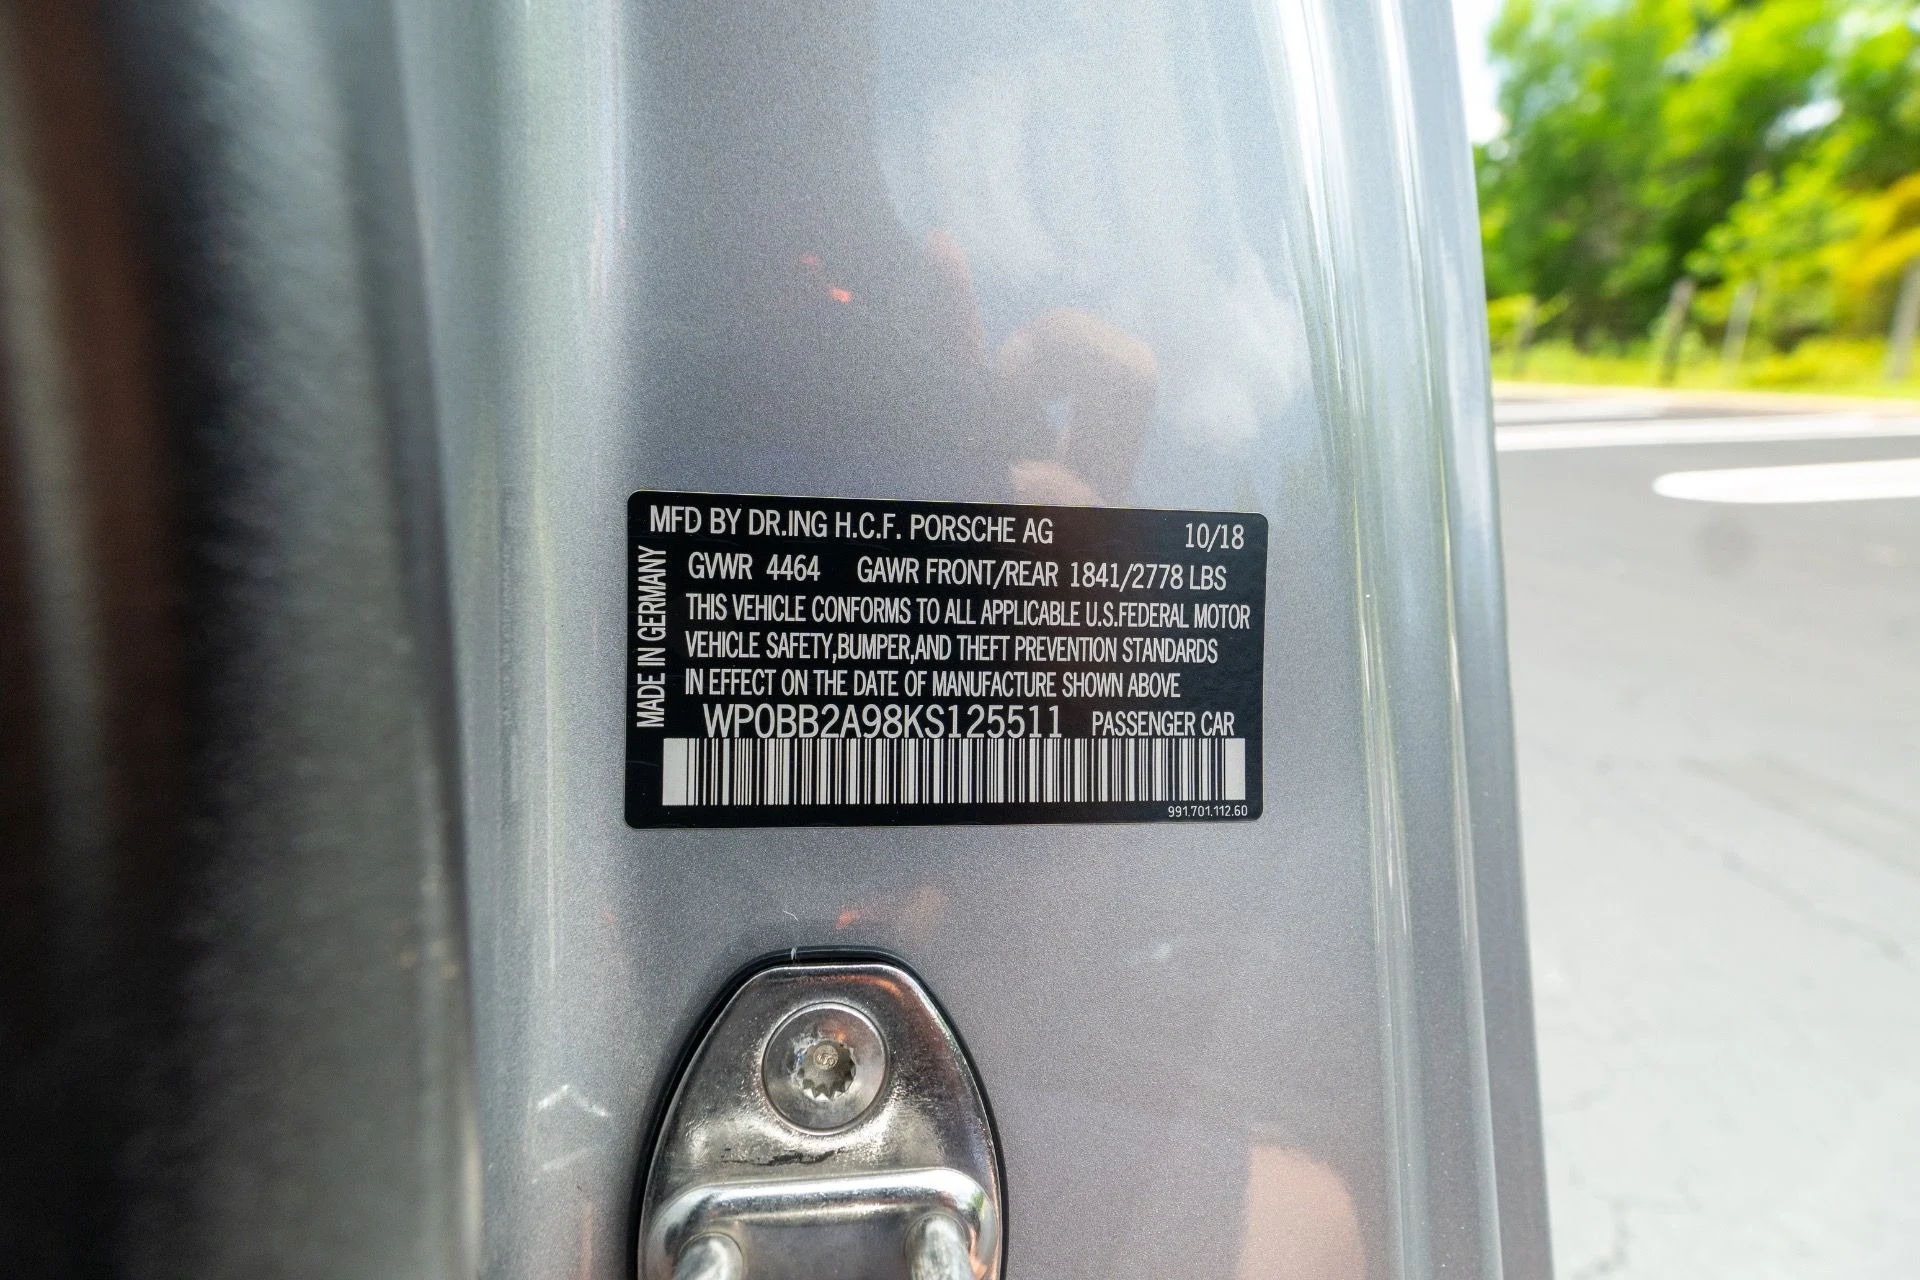 MFD BY DR.ING H.C.F. PORSCHE AG 10/18
MADE IN GERMANY
GVWR 4464 GAWR FRONT/REAR 1841/2778 LBS
THIS VEHICLE CONFORMS TO ALL APPLICABLE U.S.FEDERAL MOTOR
VEHICLE SAFETY,BUMPER,AND THEFT PREVENTION STANDARDS
IN EFFECT ON THE DATE OF MANUFACTURE SHOWN ABOVE
WP0BB2A98KS125511 PASSENGER CAR
991.701.112.60